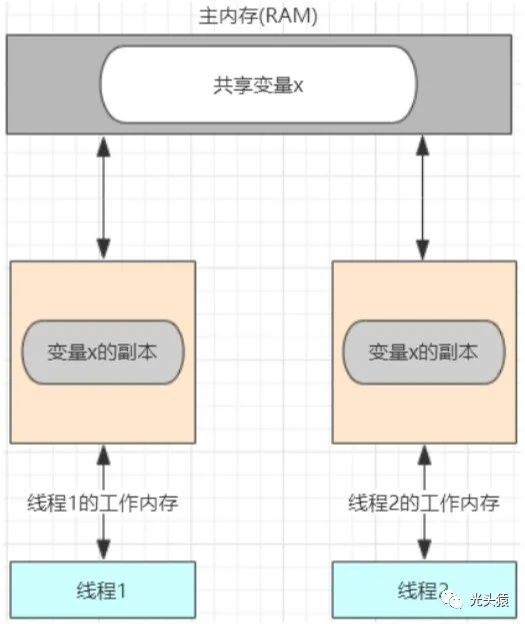 主内存(RAM)
共享变量x
变量x的副本
变量x的副本
线程1的工作内存
线程2的工作内存
线程1
线程2
光头猿